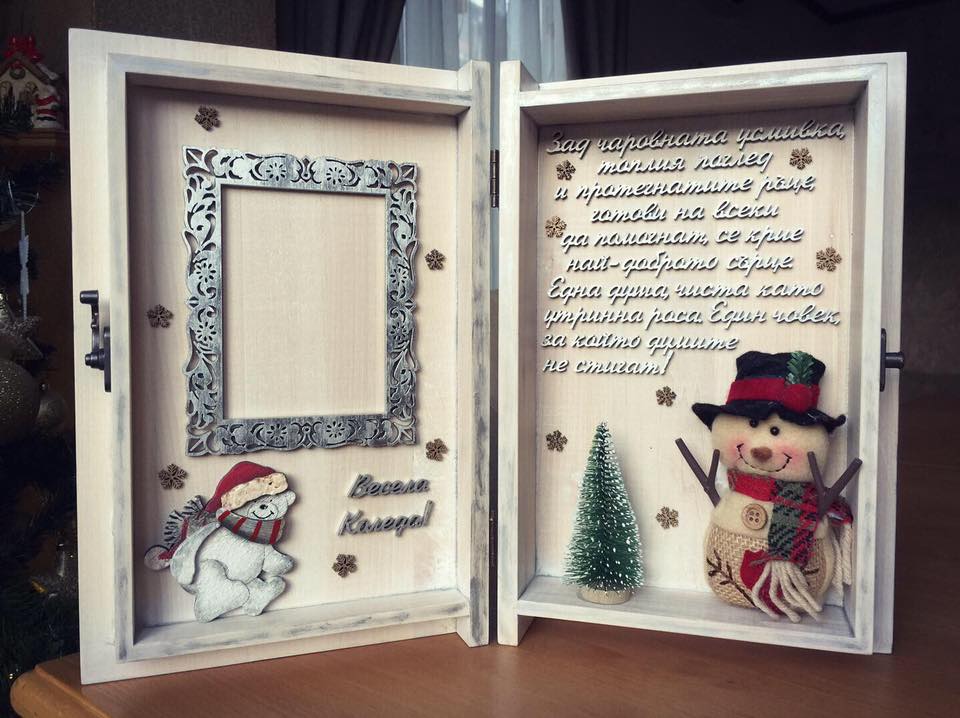 Весела
Коледа!
Зад чаровната усмивка,
топлия поглед
и протегнатите ръце,
готови на всеки
да помогнат, се крие
най-доброто сърце
Една дума, чиста като
утринна роса. Един човек,
за който думите
не стигат!